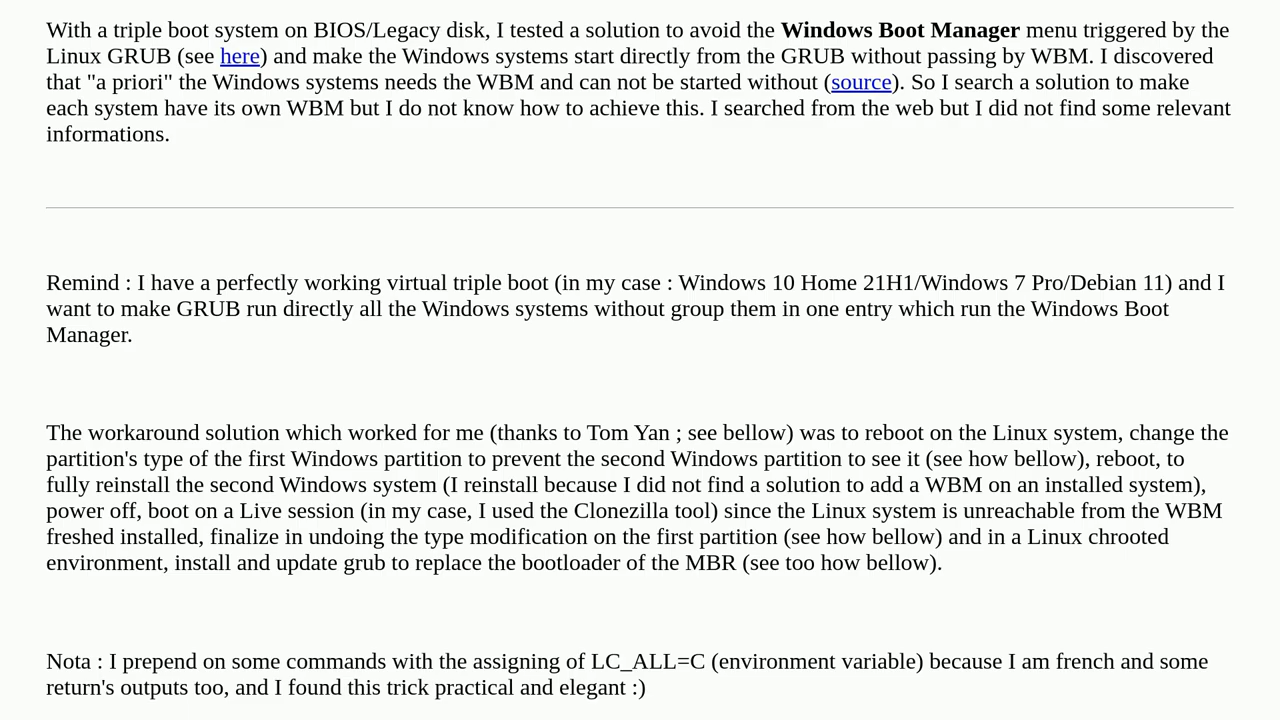 With a triple boot system on BIOS/Legacy disk, I tested a solution to avoid the Windows Boot Manager menu triggered by the
Linux GRUB (see here) and make the Windows systems start directly from the GRUB without passing by WBM. I discovered
that "a priori" the Windows systems needs the WBM and can not be started without (source). So I search a solution to make
each system have its own WBM but I do not know how to achieve this. I searched from the web but I did not find some relevant
informations.
Remind : I have a perfectly working virtual triple boot (in my case : Windows 10 Home 21H1/Windows 7 Pro/Debian 11) and I
want to make GRUB run directly all the Windows systems without group them in one entry which run the Windows Boot
Manager.
The workaround solution which worked for me (thanks to Tom Yan ; see bellow) was to reboot on the Linux system, change the
partition's type of the first Windows partition to prevent the second Windows partition to see it (see how bellow), reboot, to
fully reinstall the second Windows system (I reinstall because I did not find a solution to add a WBM on an installed system),
power off, boot on a Live session (in my case, I used the Clonezilla tool) since the Linux system is unreachable from the WBM
freshed installed, finalize in undoing the type modification on the first partition (see how bellow) and in a Linux chrooted
environment, install and update grub to replace the bootloader of the MBR (see too how bellow).
Nota : I prepend on some commands with the assigning of LC_ALL=C (environment variable) because I am french and some
return's outputs too, and I found this trick practical and elegant :)